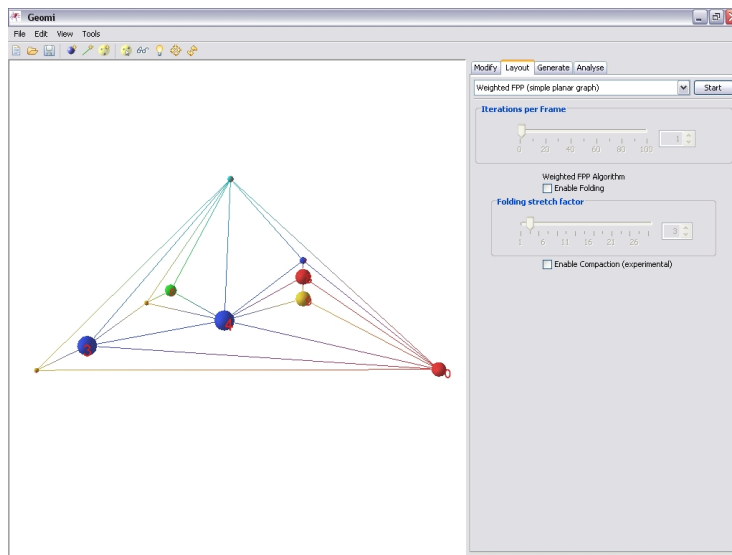 Geomi
File Edit View Tools
Modify Layout Generate Analyse
Weighted FPP (simple planar graph)
Start
Iterations per Frame
1
0 20 40 60 80 100
Weighted FPP Algorithm
Enable Folding
Folding stretch factor
3
1 6 11 16 21 26
Enable Compaction (experimental)
0